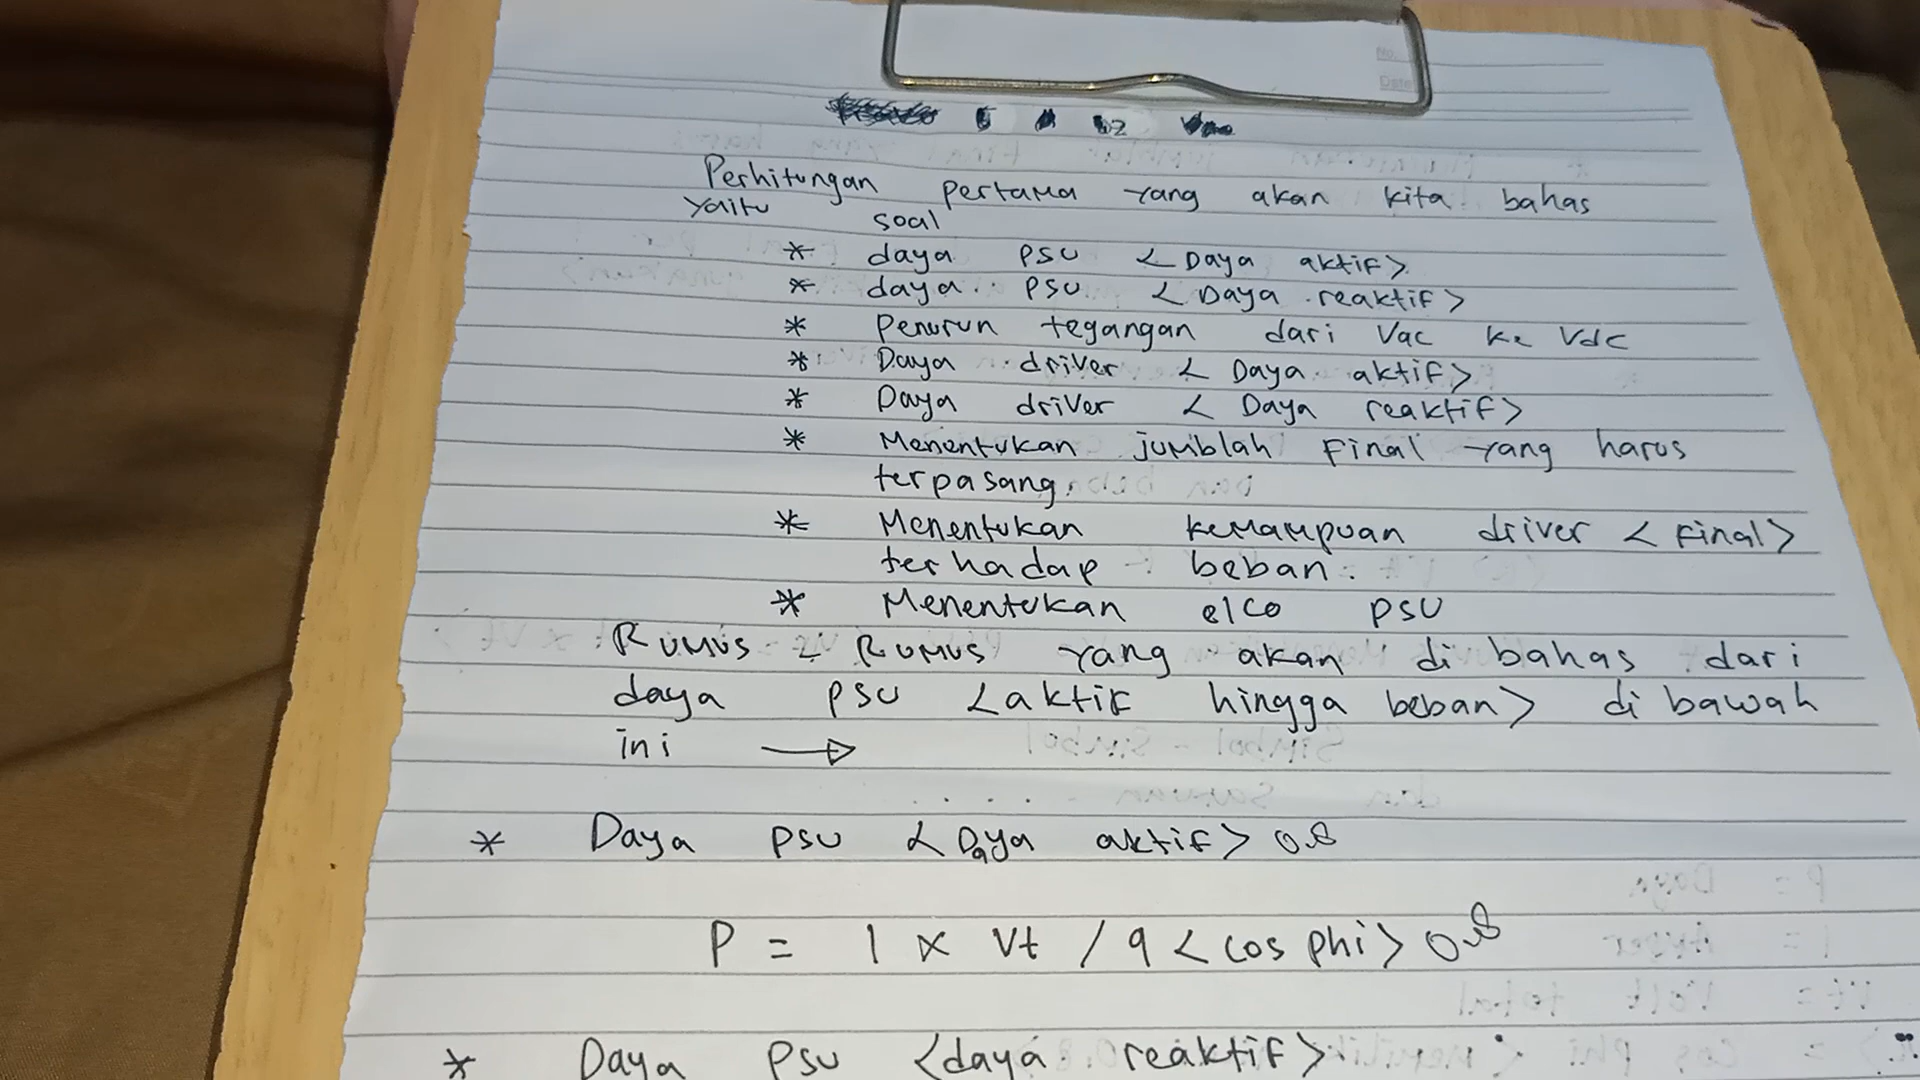 No.
Date
Perhitungan pertama yang akan kita bahas
yaitu soal
* daya PSU < Daya aktif>
* daya PSU < Daya reaktif>
* Penurun tegangan dari Vac ke Vdc
* Daya driver < Daya aktif>
* Daya driver < Daya reaktif>
* Menentukan jumblah Final yang harus
terpasang
* Menentukan kemampuan driver < Final>
terhadap beban.
* Menentukan elco PSU
Rumus - Rumus yang akan di bahas dari
daya PSU <aktif hingga beban> di bawah
ini →
* Daya PSU < Daya aktif> 0.8
P = I x Vt / 9 < cos phi> 0.8
* Daya PSU <daya reaktif>